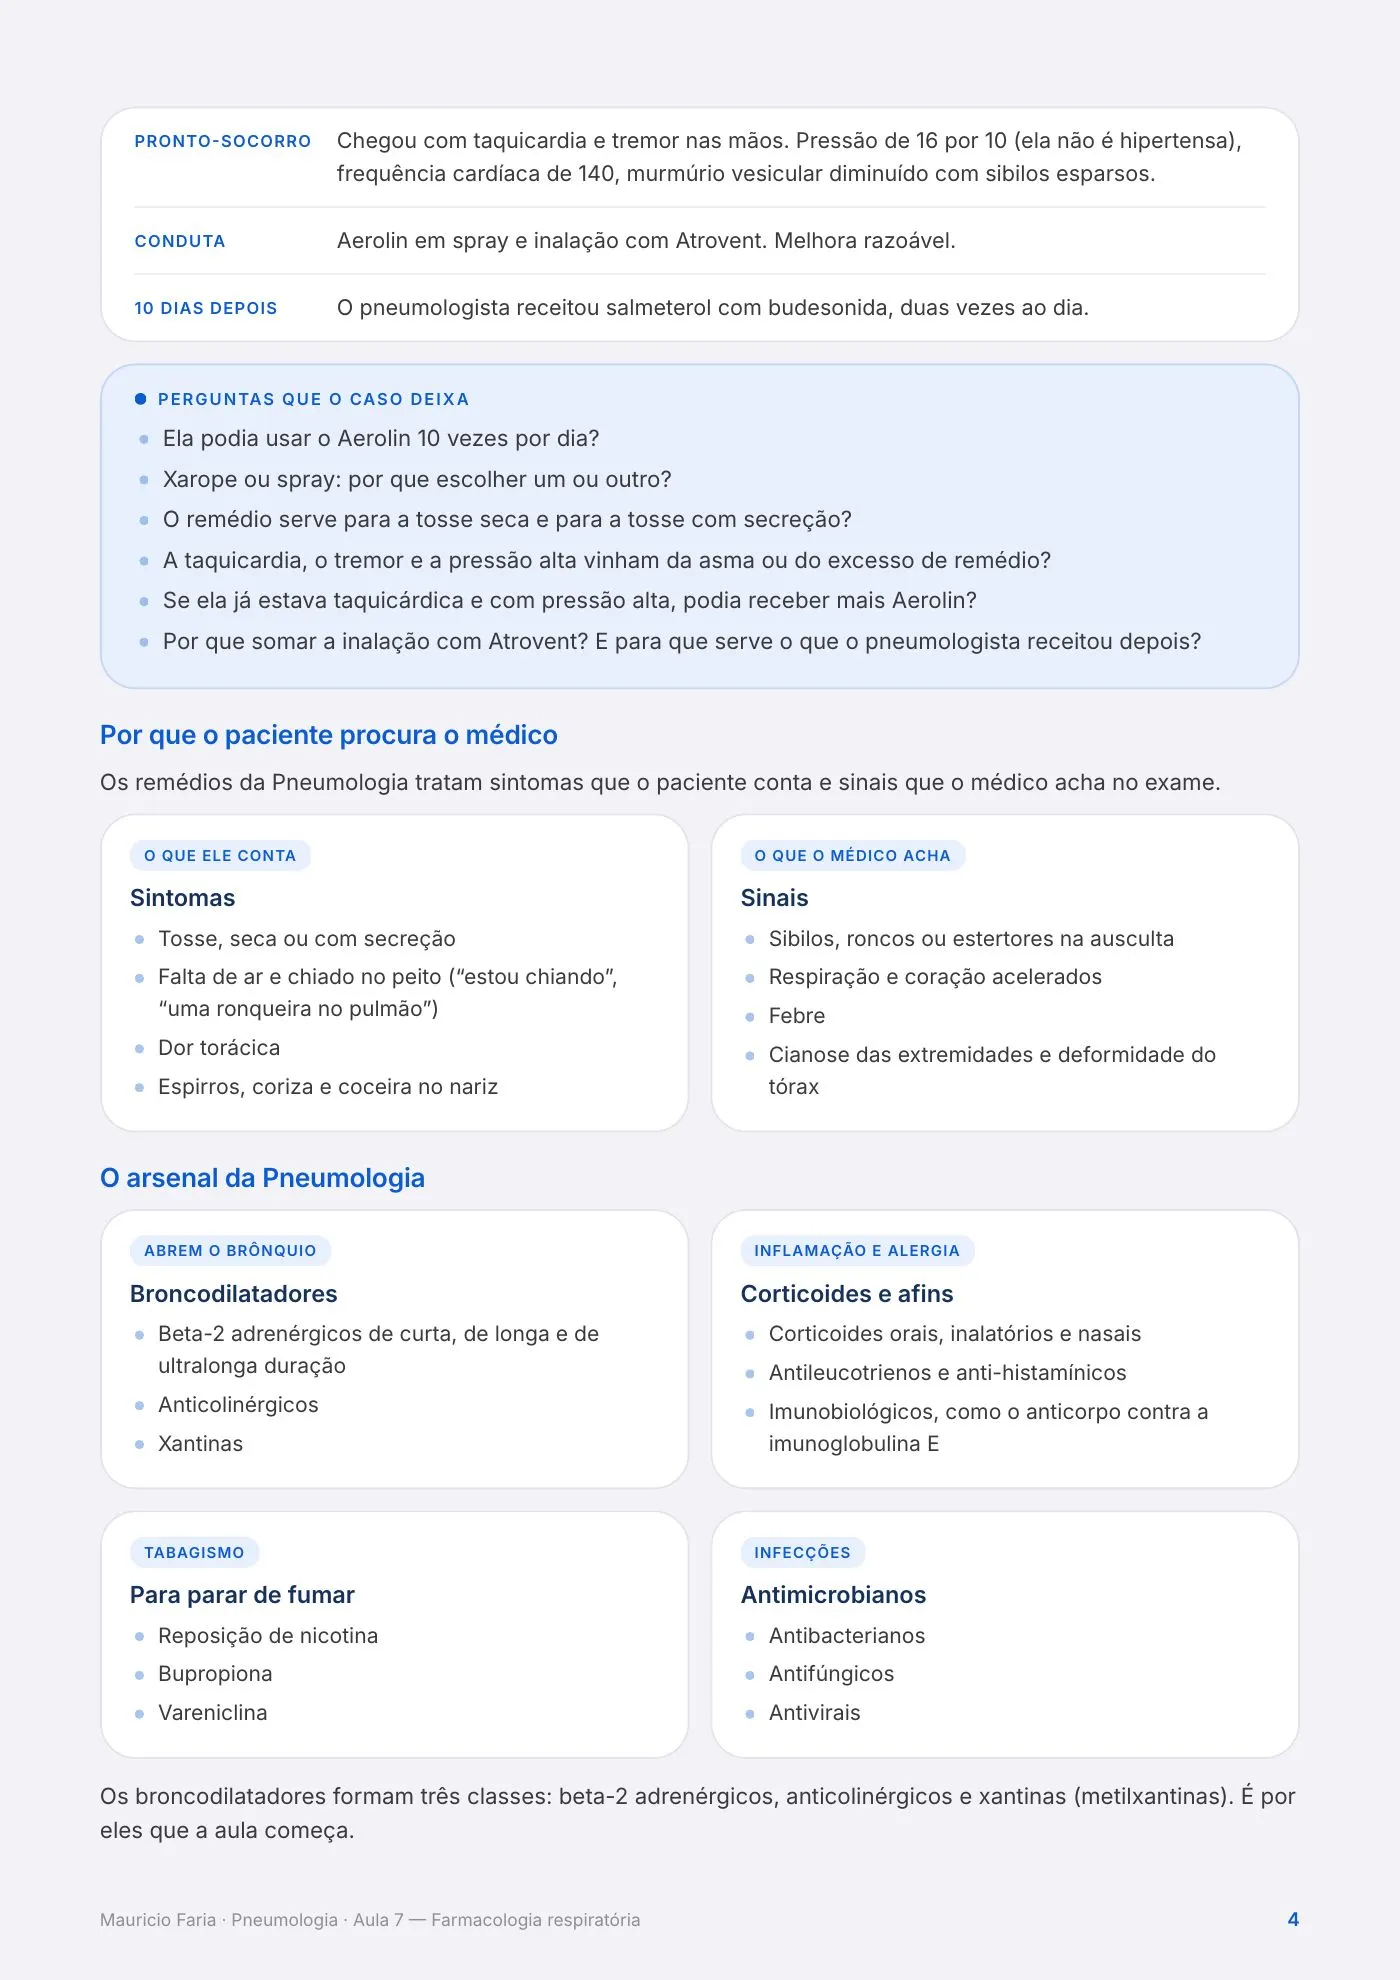 PRONTO-SOCORRO Chegou com taquicardia e tremor nas mãos. Pressão de 16 por 10 (ela não é hipertensa),
frequência cardíaca de 140, murmúrio vesicular diminuído com sibilos esparsos.
CONDUTA Aerolin em spray e inalação com Atrovent. Melhora razoável.
10 DIAS DEPOIS O pneumologista receitou salmeterol com budesonida, duas vezes ao dia.
PERGUNTAS QUE O CASO DEIXA
Ela podia usar o Aerolin 10 vezes por dia?
Xarope ou spray: por que escolher um ou outro?
O remédio serve para a tosse seca e para a tosse com secreção?
A taquicardia, o tremor e a pressão alta vinham da asma ou do excesso de remédio?
Se ela já estava taquicárdica e com pressão alta, podia receber mais Aerolin?
Por que somar a inalação com Atrovent? E para que serve o que o pneumologista receitou depois?
Por que o paciente procura o médico
Os remédios da Pneumologia tratam sintomas que o paciente conta e sinais que o médico acha no exame.
O QUE ELE CONTA
Sintomas
Tosse, seca ou com secreção
Falta de ar e chiado no peito (“estou chiando”,
“uma ronqueira no pulmão”)
Dor torácica
Espirros, coriza e coceira no nariz
O QUE O MÉDICO ACHA
Sinais
Sibilos, roncos ou estertores na ausculta
Respiração e coração acelerados
Febre
Cianose das extremidades e deformidade do
tórax
O arsenal da Pneumologia
ABREM O BRÔNQUIO
Broncodilatadores
Beta-2 adrenérgicos de curta, de longa e de
ultralonga duração
Anticolinérgicos
Xantinas
INFLAMAÇÃO E ALERGIA
Corticoides e afins
Corticoides orais, inalatórios e nasais
Antileucotrienos e anti-histamínicos
Imunobiológicos, como o anticorpo contra a
imunoglobulina E
TABAGISMO
Para parar de fumar
Reposição de nicotina
Bupropiona
Vareniclina
INFECÇÕES
Antimicrobianos
Antibacterianos
Antifúngicos
Antivirais
Os broncodilatadores formam três classes: beta-2 adrenérgicos, anticolinérgicos e xantinas (metilxantinas). É por
eles que a aula começa.
Mauricio Faria · Pneumologia · Aula 7 — Farmacologia respiratória 4